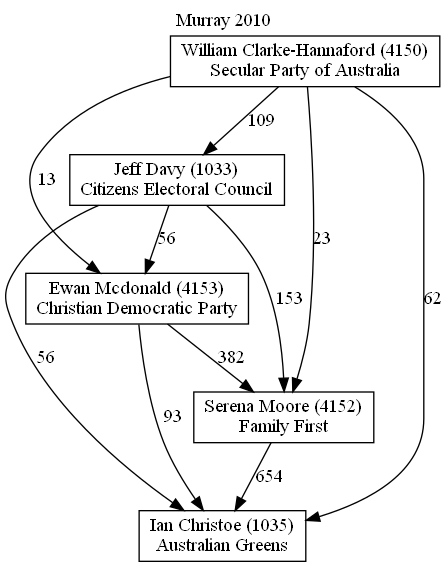 Murray 2010
William Clarke-Hannaford (4150)
Secular Party of Australia
109
Jeff Davy (1033)
Citizens Electoral Council
13
56
23
Ewan Mcdonald (4153)
Christian Democratic Party
153
62
56
382
93
Serena Moore (4152)
Family First
654
Ian Christoe (1035)
Australian Greens